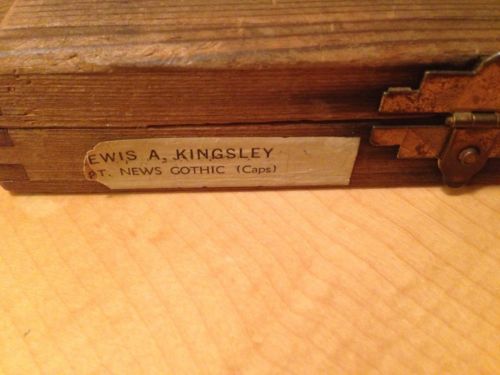 EWIS A. KINGSLEY
PT. NEWS GOTHIC (Caps)